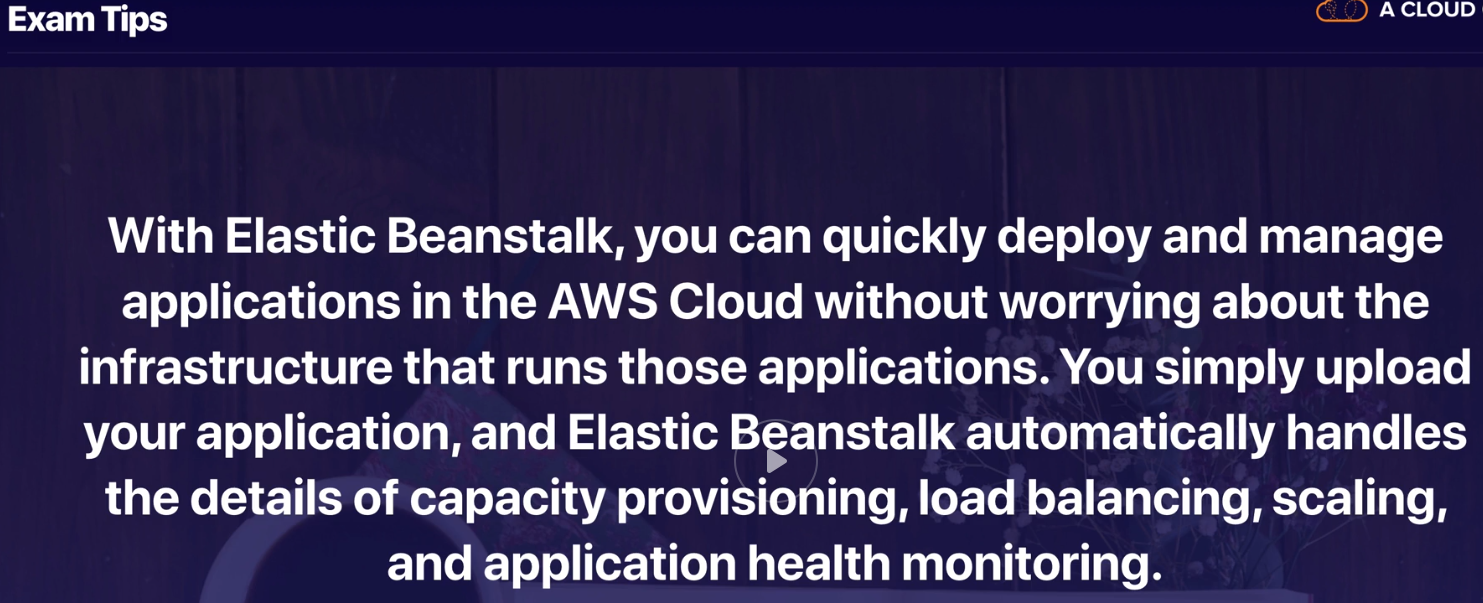 Exam Tips
A CLOUD
With Elastic Beanstalk, you can quickly deploy and manage
applications in the AWS Cloud without worrying about the
infrastructure that runs those applications. You simply upload
your application, and Elastic Beanstalk automatically handles
the details of capacity provisioning, load balancing, scaling,
and application health monitoring.